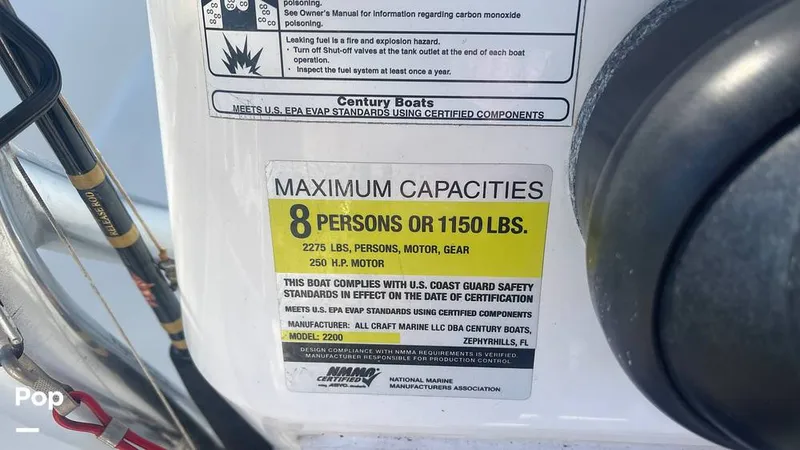 poisoning.
See Owner's Manual for information regarding carbon monoxide
poisoning.
Leaking fuel is a fire and explosion hazard.
· Turn off Shut-off valves at the tank outlet at the end of each boat
operation.
· Inspect the fuel system at least once a year.
Century Boats
MEETS U.S. EPA EVAP STANDARDS USING CERTIFIED COMPONENTS
MAXIMUM CAPACITIES
8 PERSONS OR 1150 LBS.
2275 LBS, PERSONS, MOTOR, GEAR
250 H.P. MOTOR
THIS BOAT COMPLIES WITH U.S. COAST GUARD SAFETY
STANDARDS IN EFFECT ON THE DATE OF CERTIFICATION
MEETS U.S. EPA EVAP STANDARDS USING CERTIFIED COMPONENTS
MANUFACTURER: ALL CRAFT MARINE LLC DBA CENTURY BOATS,
MODEL: 2200 ZEPHYRHILLS, FL
DESIGN COMPLIANCE WITH NMMA REQUIREMENTS IS VERIFIED.
MANUFACTURER RESPONSIBLE FOR PRODUCTION CONTROL.
NMMA
CERTIFIED
NATIONAL MARINE
MANUFACTURERS ASSOCIATION
RELEASE ROD
Pop